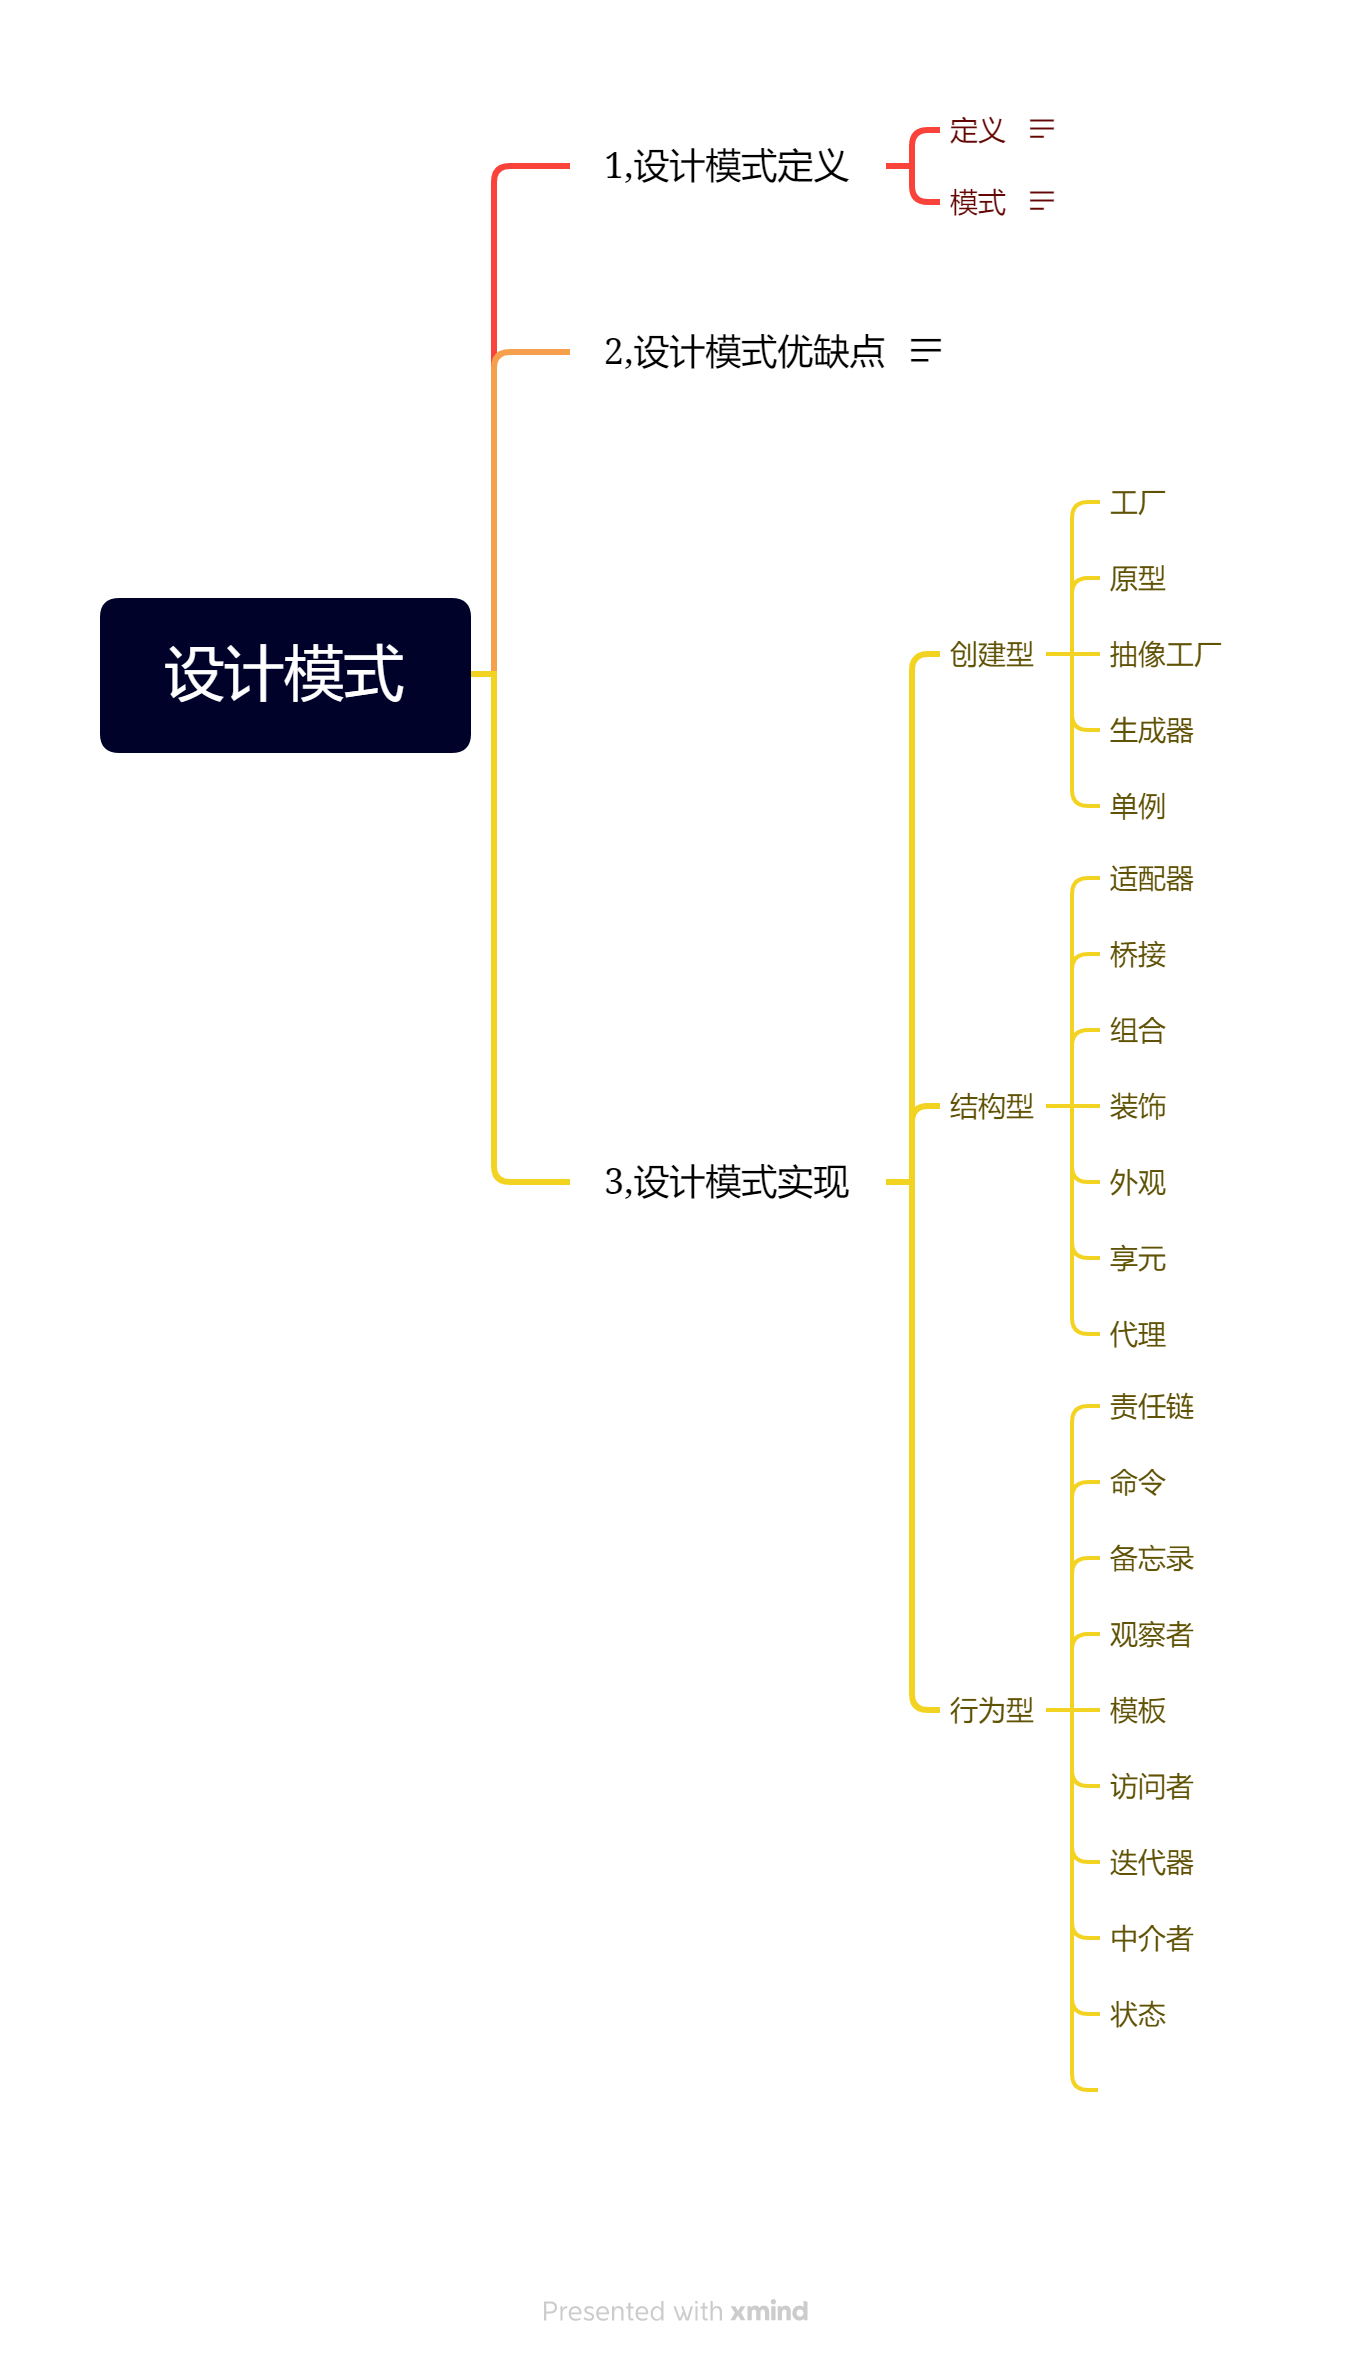 设计模式
1,设计模式定义
定义
模式
2,设计模式优缺点
3,设计模式实现
创建型
工厂
原型
抽像工厂
生成器
单例
结构型
适配器
桥接
组合
装饰
外观
享元
代理
行为型
责任链
命令
备忘录
观察者
模板
访问者
迭代器
中介者
状态
Presented with xmind